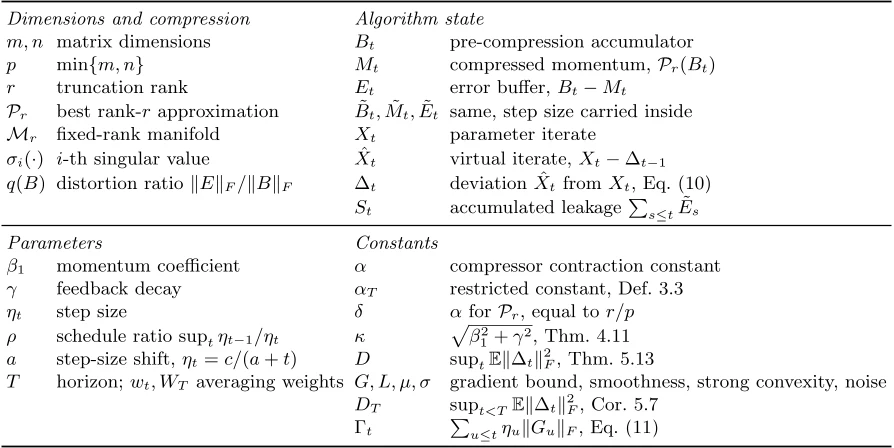 Dimensions and compression Algorithm state
m, n matrix dimensions B_t pre-compression accumulator
p min{m, n} M_t compressed momentum, 𝒫_r(B_t)
r truncation rank E_t error buffer, B_t − M_t
𝒫_r best rank-r approximation B̃_t, M̃_t, Ẽ_t same, step size carried inside
ℳ_r fixed-rank manifold X_t parameter iterate
σ_i(·) i-th singular value X̂_t virtual iterate, X_t − Δ_{t−1}
q(B) distortion ratio ‖E‖_F/‖B‖_F Δ_t deviation X̂_t from X_t, Eq. (10)
S_t accumulated leakage ∑_{s≤t} Ẽ_s
Parameters Constants
β_1 momentum coefficient α compressor contraction constant
γ feedback decay α_T restricted constant, Def. 3.3
η_t step size δ α for 𝒫_r, equal to r/p
ρ schedule ratio sup_t η_{t−1}/η_t κ √(β_1^2 + γ^2), Thm. 4.11
a step-size shift, η_t = c/(a + t) D sup_t 𝔼‖Δ_t‖_F^2, Thm. 5.13
T horizon; w_t, W_T averaging weights G, L, μ, σ gradient bound, smoothness, strong convexity, noise
D_T sup_{t<T} 𝔼‖Δ_t‖_F^2, Cor. 5.7
Γ_t ∑_{u≤t} η_u‖G_u‖_F, Eq. (11)